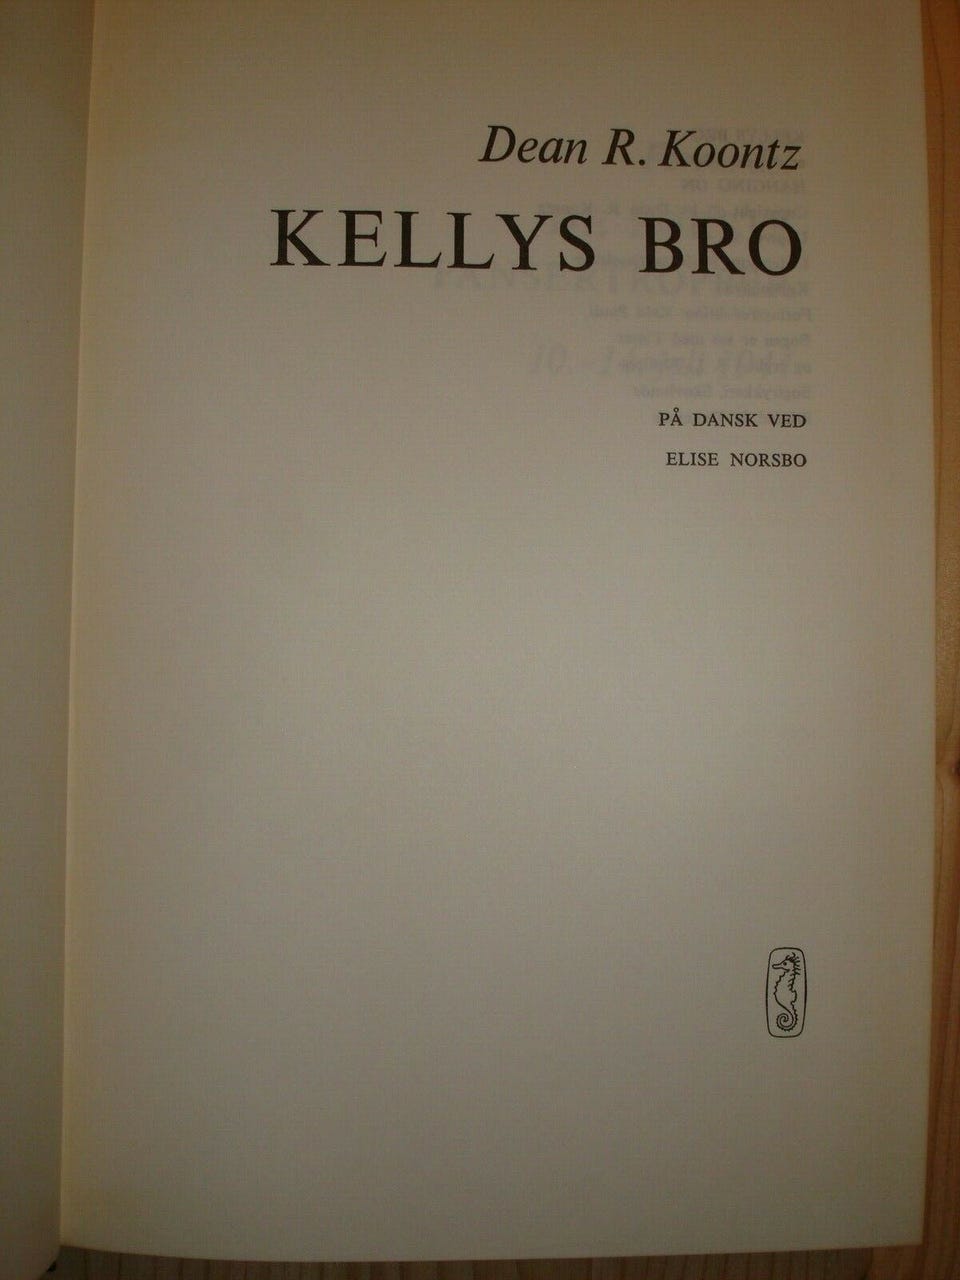 Dean R. Koontz
KELLYS BRO
PÅ DANSK VED
ELISE NORSBO